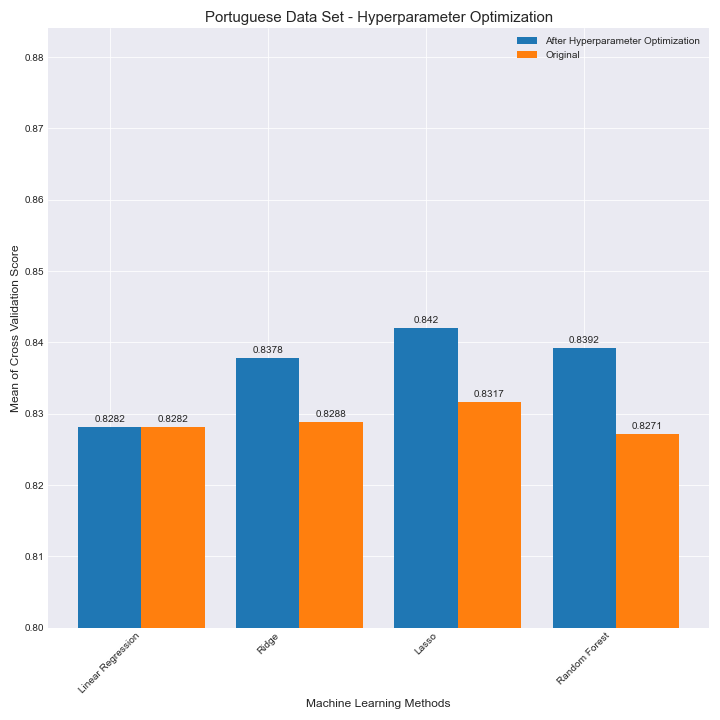 Portuguese Data Set - Hyperparameter Optimization
After Hyperparameter Optimization
Original
Mean of Cross Validation Score
0.88
0.87
0.86
0.85
0.84
0.83
0.82
0.81
0.80
0.8282
0.8282
0.8378
0.8288
0.842
0.8317
0.8392
0.8271
Linear Regression
Ridge
Lasso
Random Forest
Machine Learning Methods